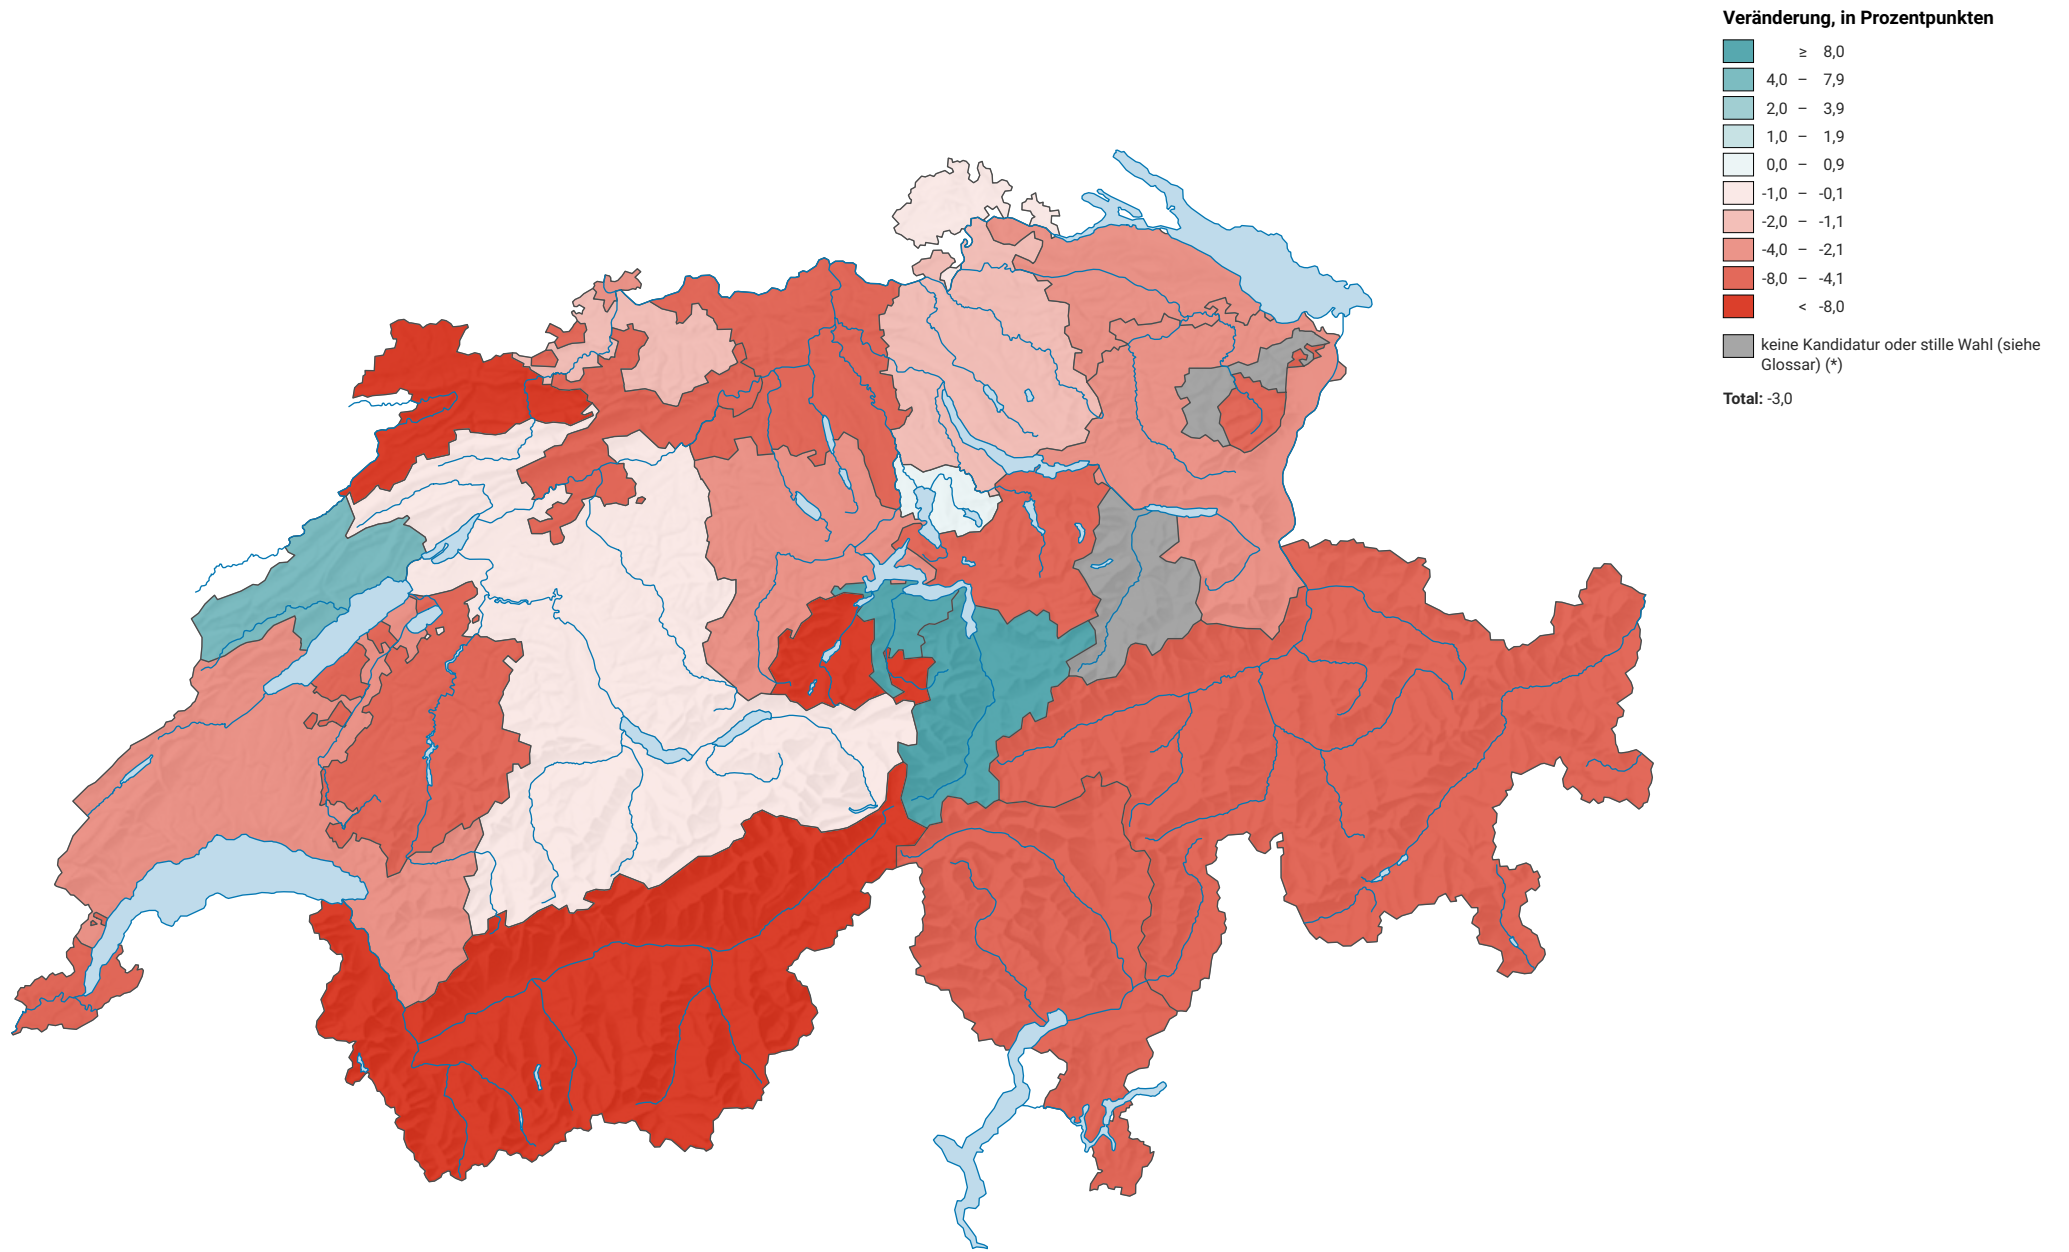 Veränderung, in Prozentpunkten
≥ 8,0
4,0 – 7,9
2,0 – 3,9
1,0 – 1,9
0,0 – 0,9
-1,0 – -0,1
-2,0 – -1,1
-4,0 – -2,1
-8,0 – -4,1
< -8,0
keine Kandidatur oder stille Wahl (siehe
Glossar) (*)
Total: -3,0